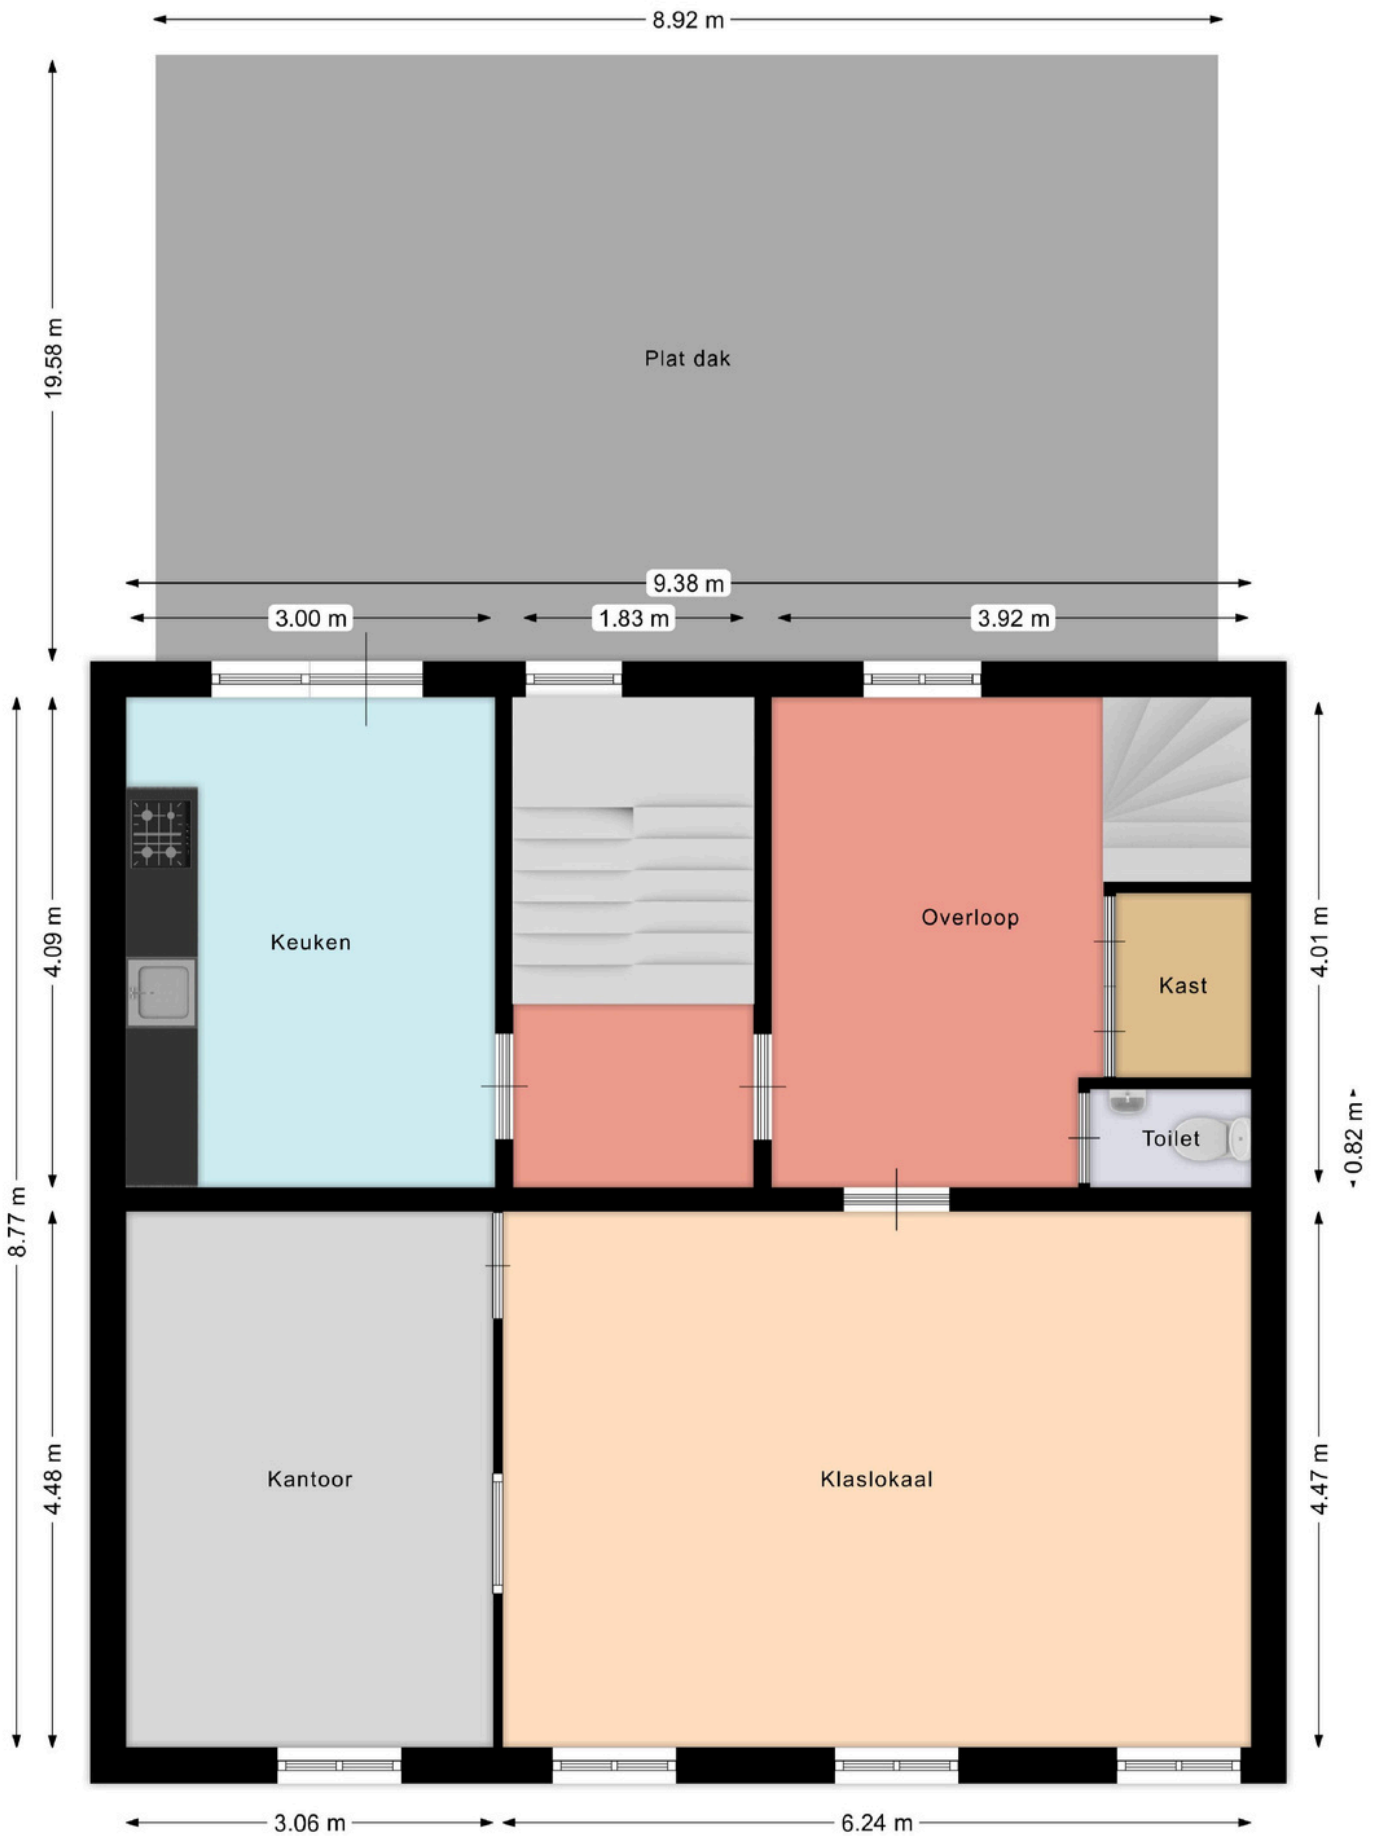 8.92 m
19.58 m
Plat dak
9.38 m
3.00 m
1.83 m
3.92 m
4.09 m
Keuken
Overloop
4.01 m
Kast
Toilet
0.82 m
8.77 m
4.48 m
Kantoor
Klaslokaal
4.47 m
3.06 m
6.24 m